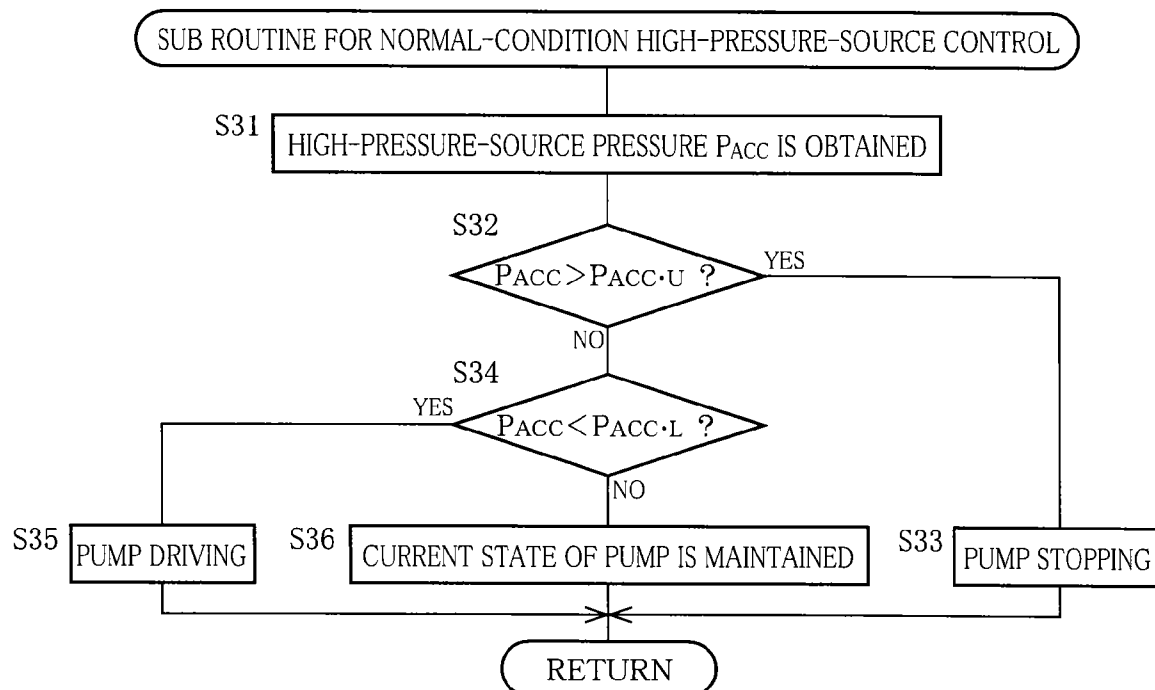 SUB ROUTINE FOR NORMAL-CONDITION HIGH-PRESSURE-SOURCE CONTROL
S31
HIGH-PRESSURE-SOURCE PRESSURE PACC IS OBTAINED
S32
PACC>PACC·U ?
YES
NO
S34
YES
PACC<PACC·L ?
NO
S35
PUMP DRIVING
S36
CURRENT STATE OF PUMP IS MAINTAINED
S33
PUMP STOPPING
RETURN